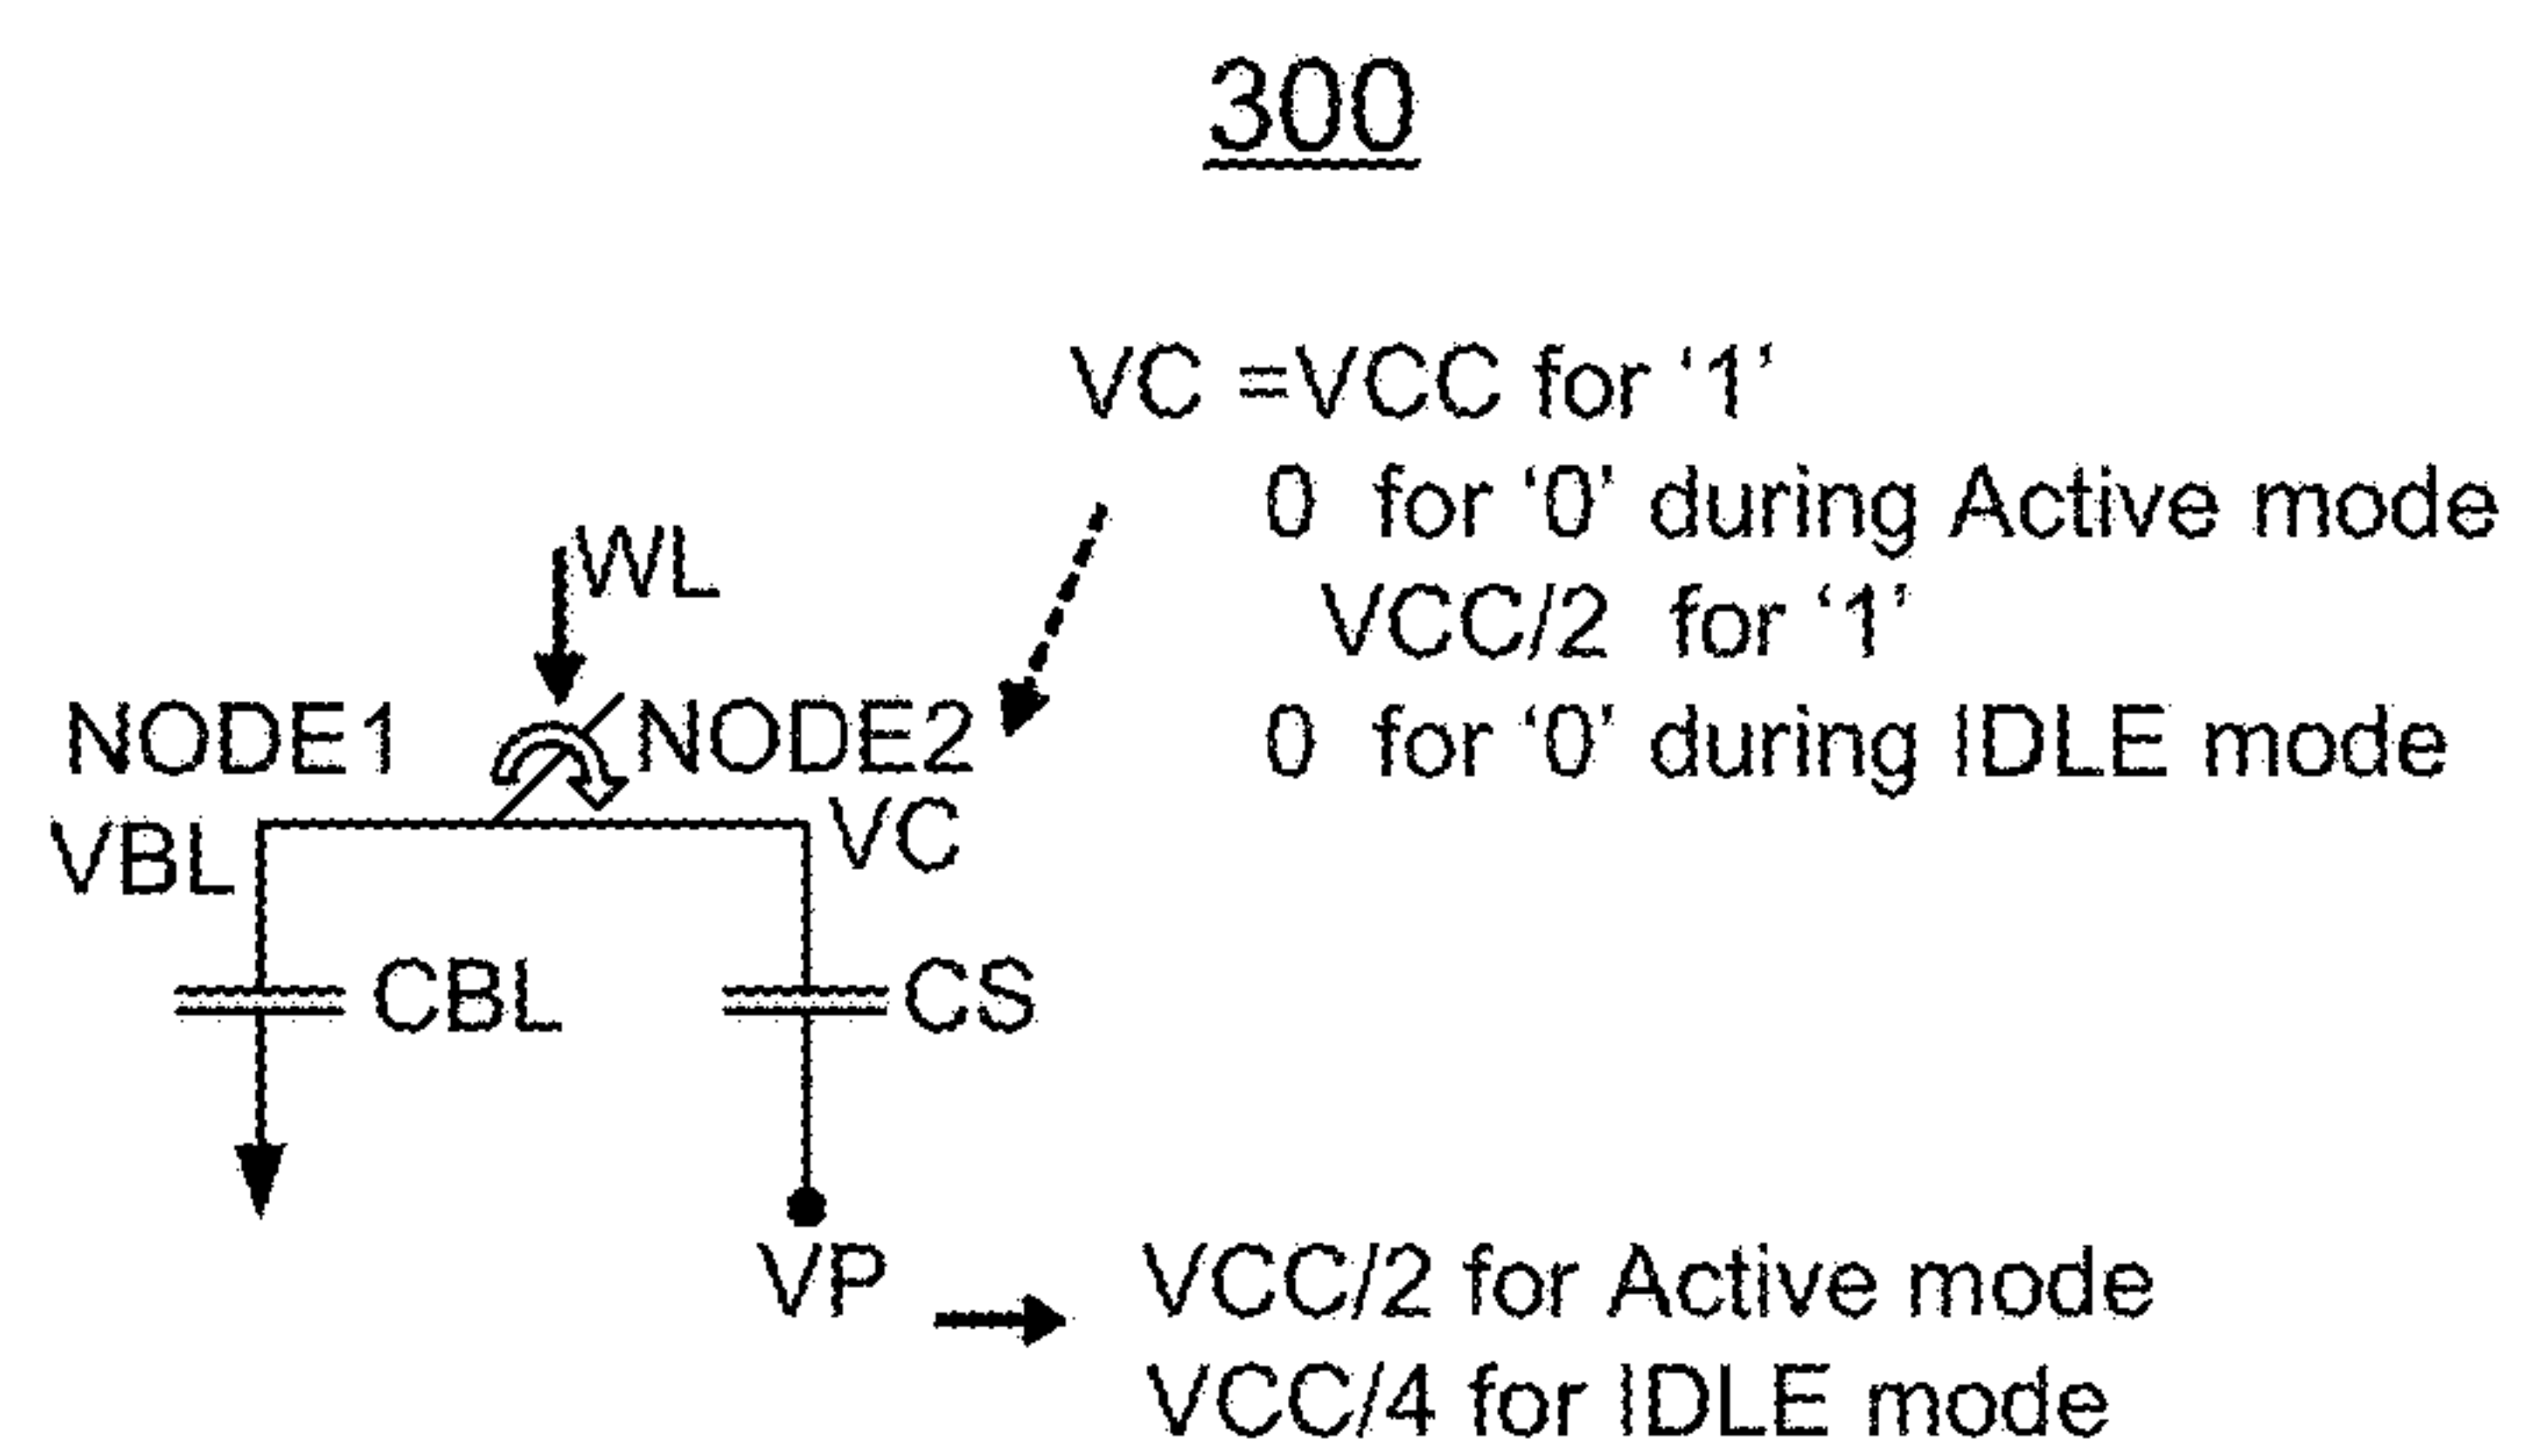 300
VC =VCC for ‘1’
0 for ‘0’ during Active mode
VCC/2 for ‘1’
0 for ‘0’ during IDLE mode
WL
NODE1
NODE2
VBL
VC
CBL
CS
VP
VCC/2 for Active mode
VCC/4 for IDLE mode